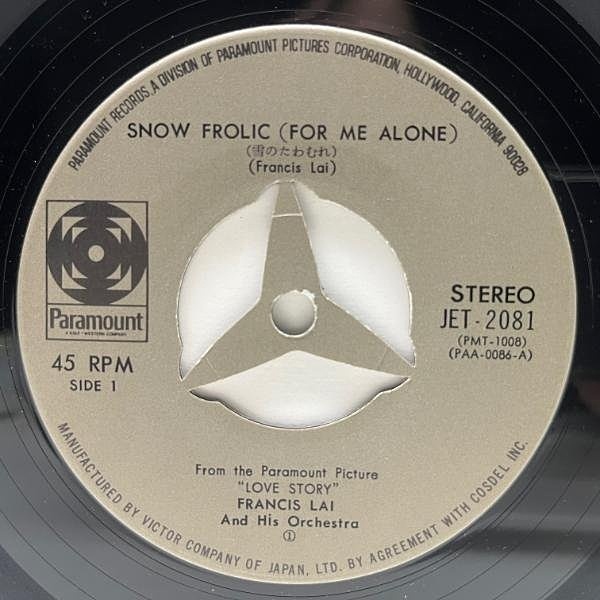 PARAMOUNT RECORDS, A DIVISION OF PARAMOUNT PICTURES CORPORATION, HOLLYWOOD, CALIFORNIA 90028
SNOW FROLIC (FOR ME ALONE)
(雪のたわむれ)
(Francis Lai)
Paramount
A GULF+WESTERN COMPANY
45 RPM
SIDE 1
STEREO
JET-2081
(PMT-1008)
(PAA-0086-A)
From the Paramount Picture
"LOVE STORY"
FRANCIS LAI
And His Orchestra
①
MANUFACTURED BY VICTOR COMPANY OF JAPAN, LTD. BY AGREEMENT WITH COSDEL INC.